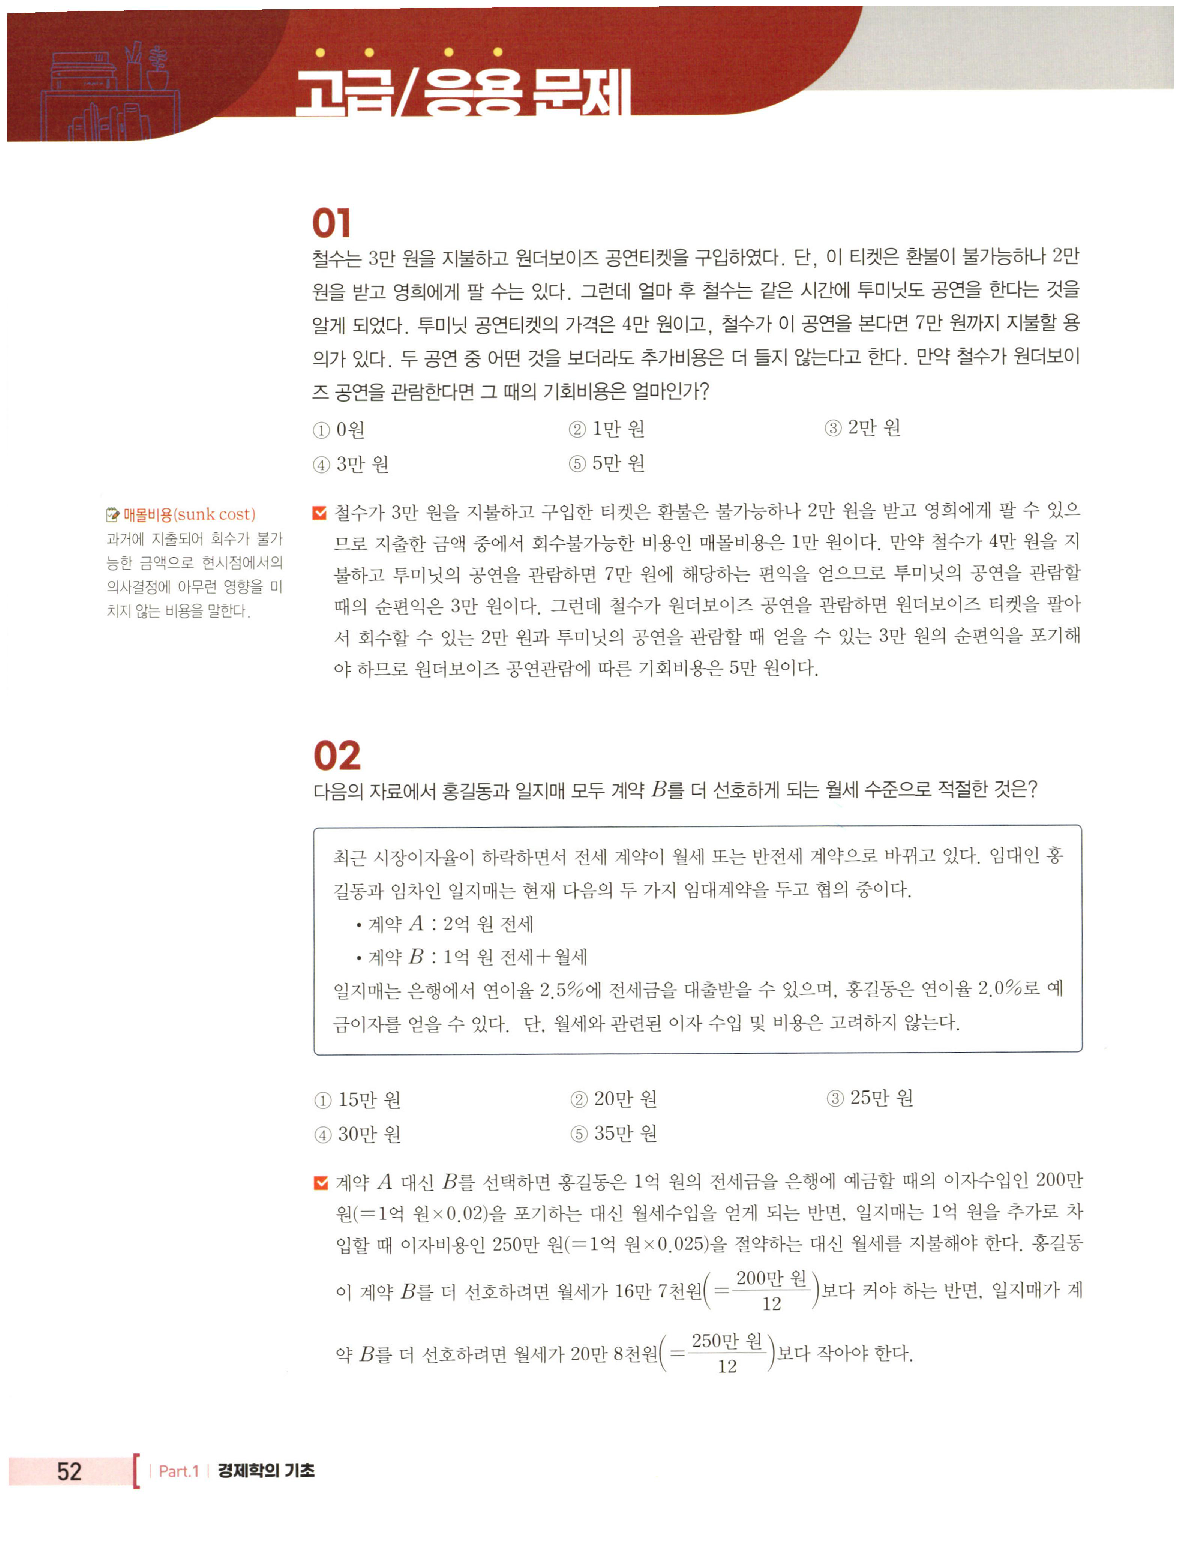 고급/응용 문제
01
철수는 3만 원을 지불하고 원더보이즈 공연티켓을 구입하였다. 단, 이 티켓은 환불이 불가능하나 2만
원을 받고 영희에게 팔 수는 있다. 그런데 얼마 후 철수는 같은 시간에 투미닛도 공연을 한다는 것을
알게 되었다. 투미닛 공연티켓의 가격은 4만 원이고, 철수가 이 공연을 본다면 7만 원까지 지불할 용
의가 있다. 두 공연 중 어떤 것을 보더라도 추가비용은 더 들지 않는다고 한다. 만약 철수가 원더보이
즈 공연을 관람한다면 그 때의 기회비용은 얼마인가?
① 0원 ② 1만 원 ③ 2만 원
④ 3만 원 ⑤ 5만 원
매몰비용(sunk cost)
과거에 지출되어 회수가 불가
능한 금액으로 현시점에서의
의사결정에 아무런 영향을 미
치지 않는 비용을 말한다.
철수가 3만 원을 지불하고 구입한 티켓은 환불은 불가능하나 2만 원을 받고 영희에게 팔 수 있으
므로 지출한 금액 중에서 회수불가능한 비용인 매몰비용은 1만 원이다. 만약 철수가 4만 원을 지
불하고 투미닛의 공연을 관람하면 7만 원에 해당하는 편익을 얻으므로 투미닛의 공연을 관람할
때의 순편익은 3만 원이다. 그런데 철수가 원더보이즈 공연을 관람하면 원더보이즈 티켓을 팔아
서 회수할 수 있는 2만 원과 투미닛의 공연을 관람할 때 얻을 수 있는 3만 원의 순편익을 포기해
야 하므로 원더보이즈 공연관람에 따른 기회비용은 5만 원이다.
02
다음의 자료에서 홍길동과 일지매 모두 계약 B를 더 선호하게 되는 월세 수준으로 적절한 것은?
최근 시장이자율이 하락하면서 전세 계약이 월세 또는 반전세 계약으로 바뀌고 있다. 임대인 홍
길동과 임차인 일지매는 현재 다음의 두 가지 임대계약을 두고 협의 중이다.
• 계약 A : 2억 원 전세
• 계약 B : 1억 원 전세+월세
일지매는 은행에서 연이율 2.5%에 전세금을 대출받을 수 있으며, 홍길동은 연이율 2.0%로 예
금이자를 얻을 수 있다. 단, 월세와 관련된 이자 수입 및 비용은 고려하지 않는다.
① 15만 원 ② 20만 원 ③ 25만 원
④ 30만 원 ⑤ 35만 원
계약 A 대신 B를 선택하면 홍길동은 1억 원의 전세금을 은행에 예금할 때의 이자수입인 200만
원(=1억 원×0.02)을 포기하는 대신 월세수입을 얻게 되는 반면, 일지매는 1억 원을 추가로 차
입할 때 이자비용인 250만 원(=1억 원×0.025)을 절약하는 대신 월세를 지불해야 한다. 홍길동
이 계약 B를 더 선호하려면 월세가 16만 7천원(=200만 원/12)보다 커야 하는 반면, 일지매가 계
약 B를 더 선호하려면 월세가 20만 8천원(=250만 원/12)보다 작아야 한다.
52 Part.1 경제학의 기초